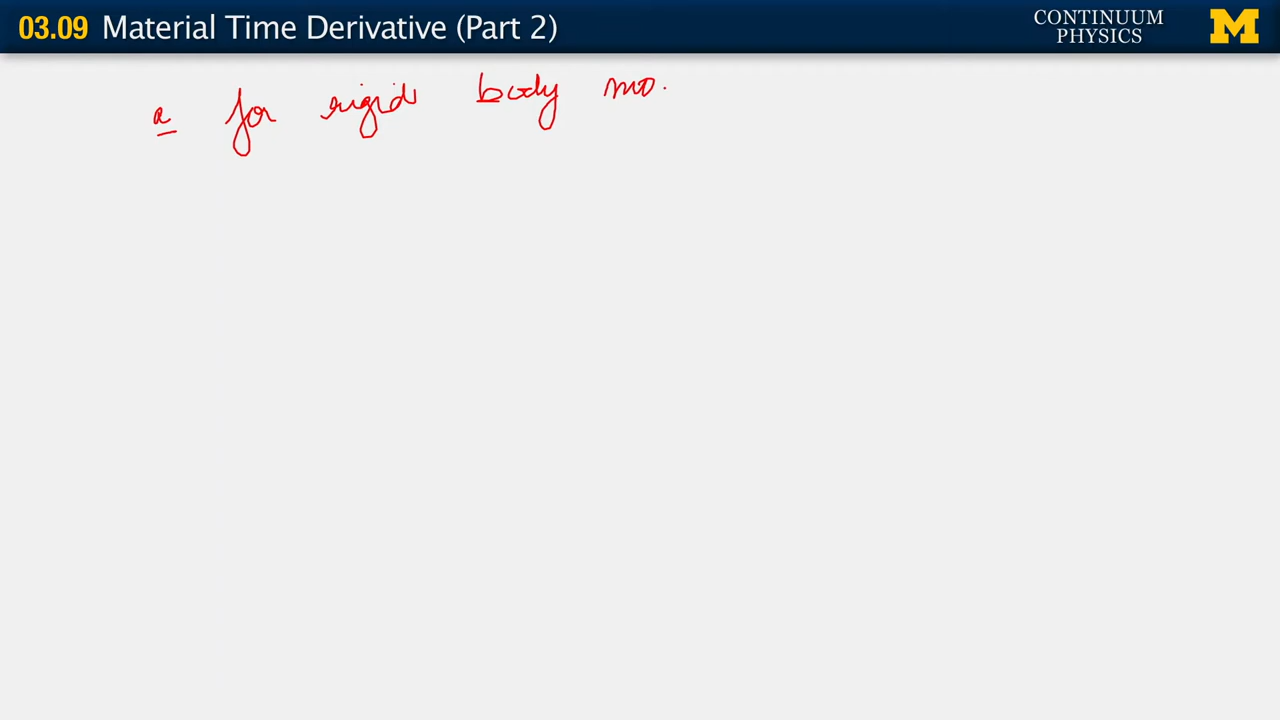 03.09 Material Time Derivative (Part 2)
CONTINUUM
PHYSICS
M
a for rigid body mo.